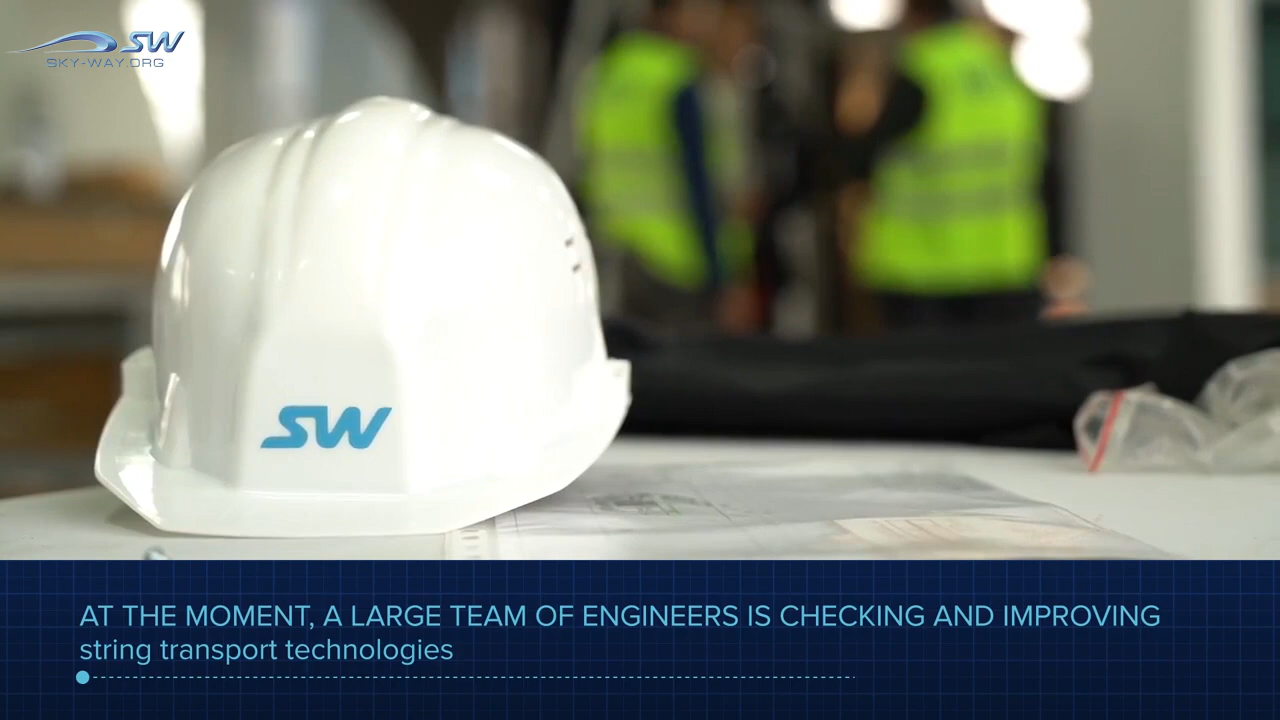 SW
SKY-WAY.ORG
SW
AT THE MOMENT, A LARGE TEAM OF ENGINEERS IS CHECKING AND IMPROVING
string transport technologies